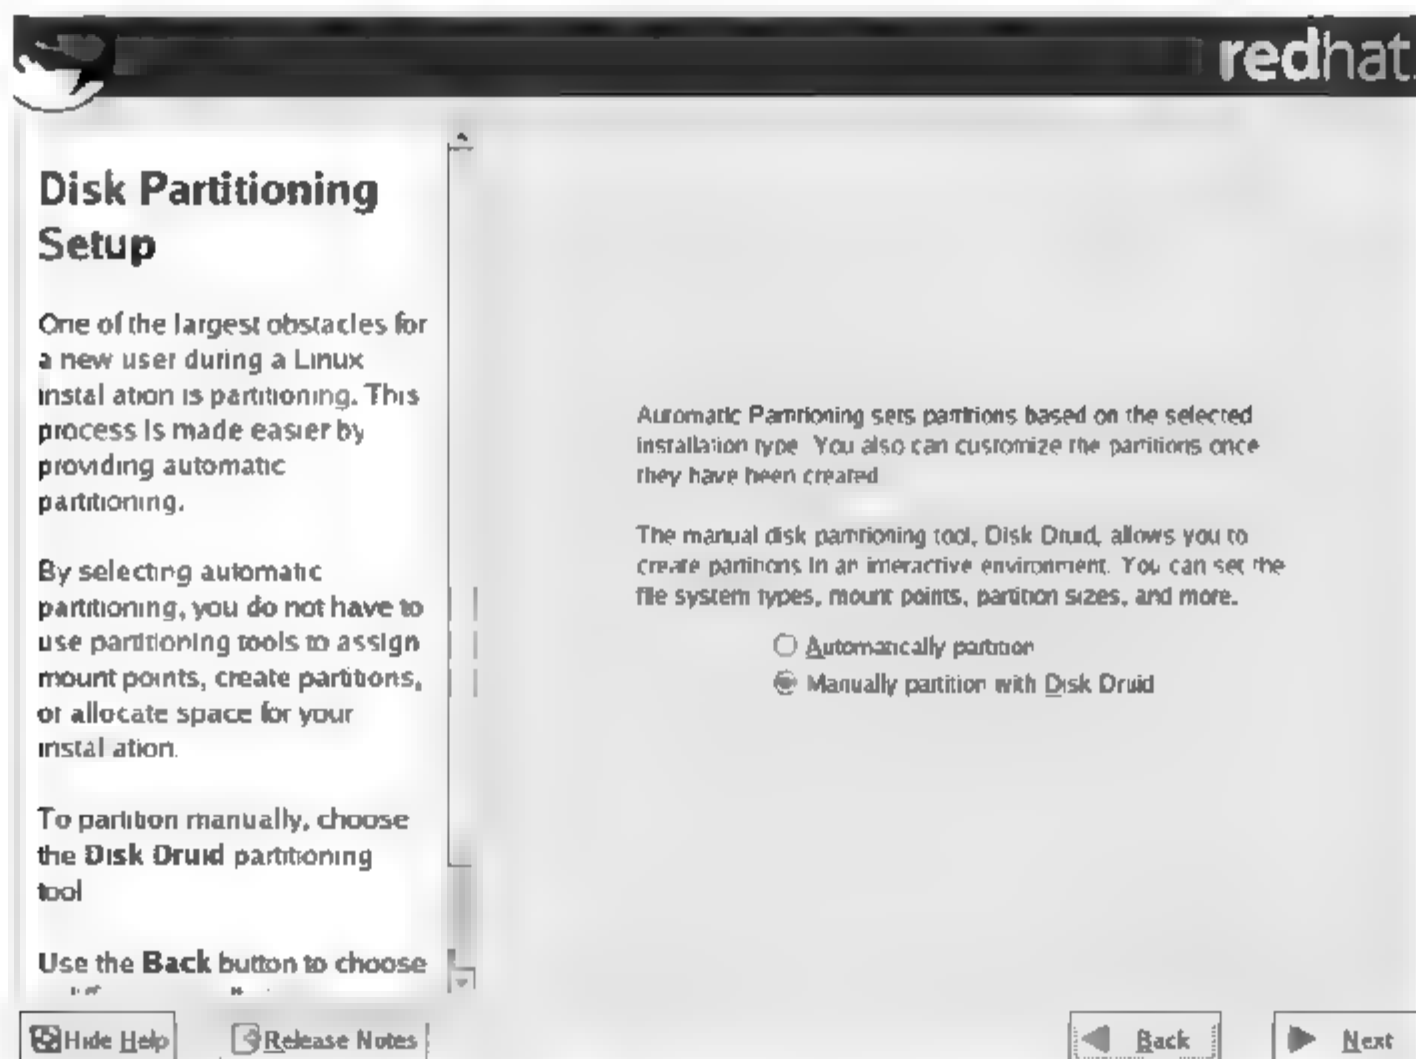 redhat.
Disk Partitioning
Setup
One of the largest obstacles for
a new user during a Linux
instal ation is partitioning. This
process is made easier by
providing automatic
partitioning.
By selecting automatic
partitioning, you do not have to
use partitioning tools to assign
mount points, create partitions,
or allocate space for your
instal ation.
To partition manually, choose
the Disk Druid partitioning
tool
Use the Back button to choose
Automatic Partitioning sets partitions based on the selected
installation type. You also can customize the partitions once
they have been created
The manual disk partitioning tool, Disk Druid, allows you to
create partitions in an interactive environment. You can set the
file system types, mount points, partition sizes, and more.
Automatically partition
Manually partition with Disk Druid
Hide Help
Release Notes
Back
Next